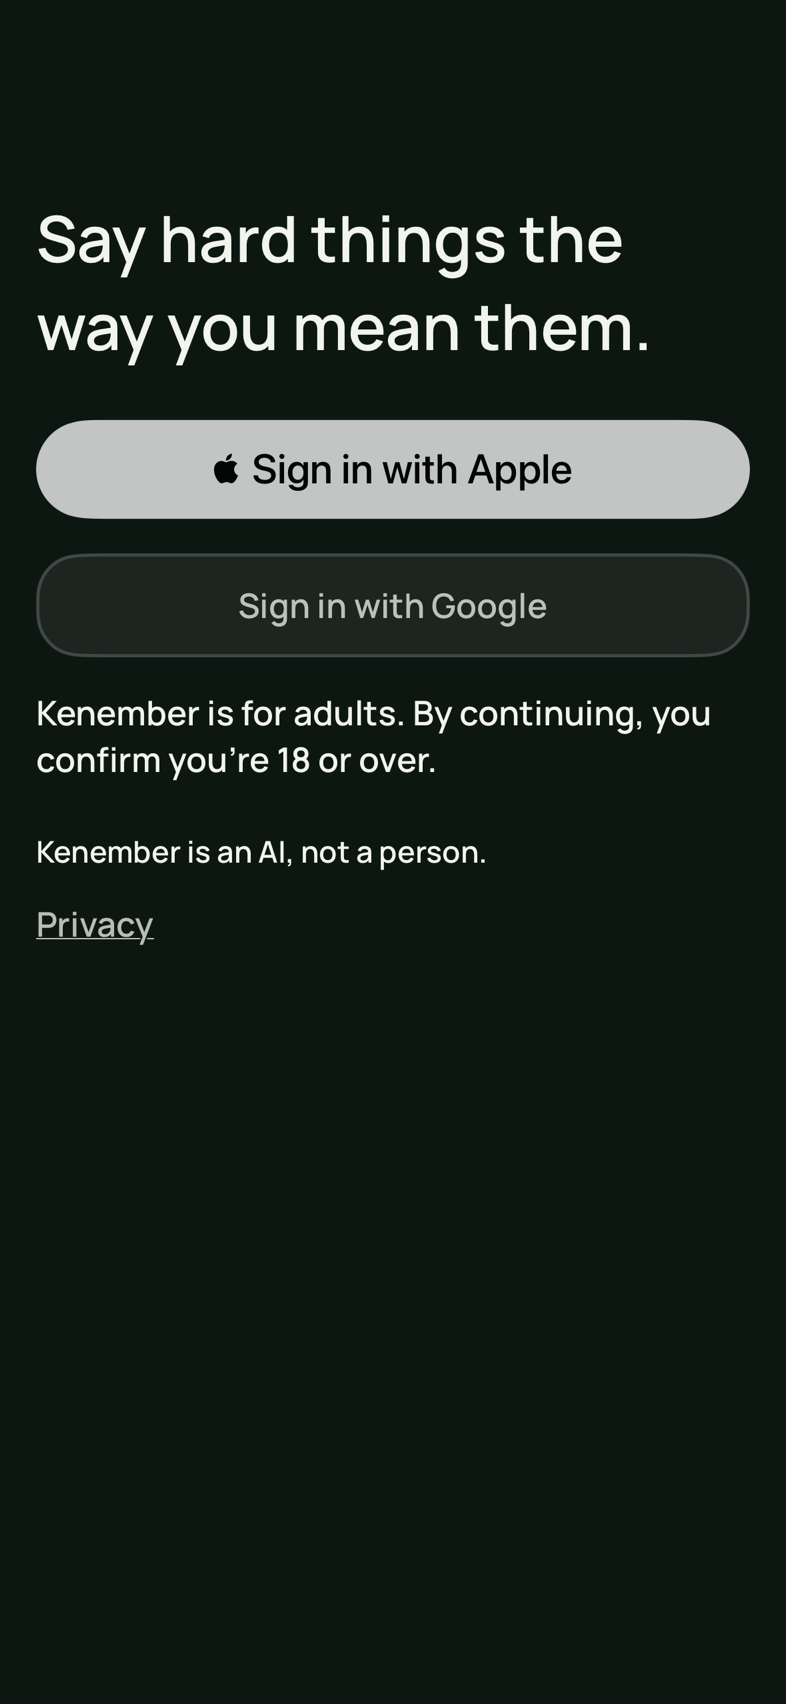 Say hard things the
way you mean them.
Sign in with Apple
Sign in with Google
Kenember is for adults. By continuing, you
confirm you’re 18 or over.
Kenember is an AI, not a person.
Privacy